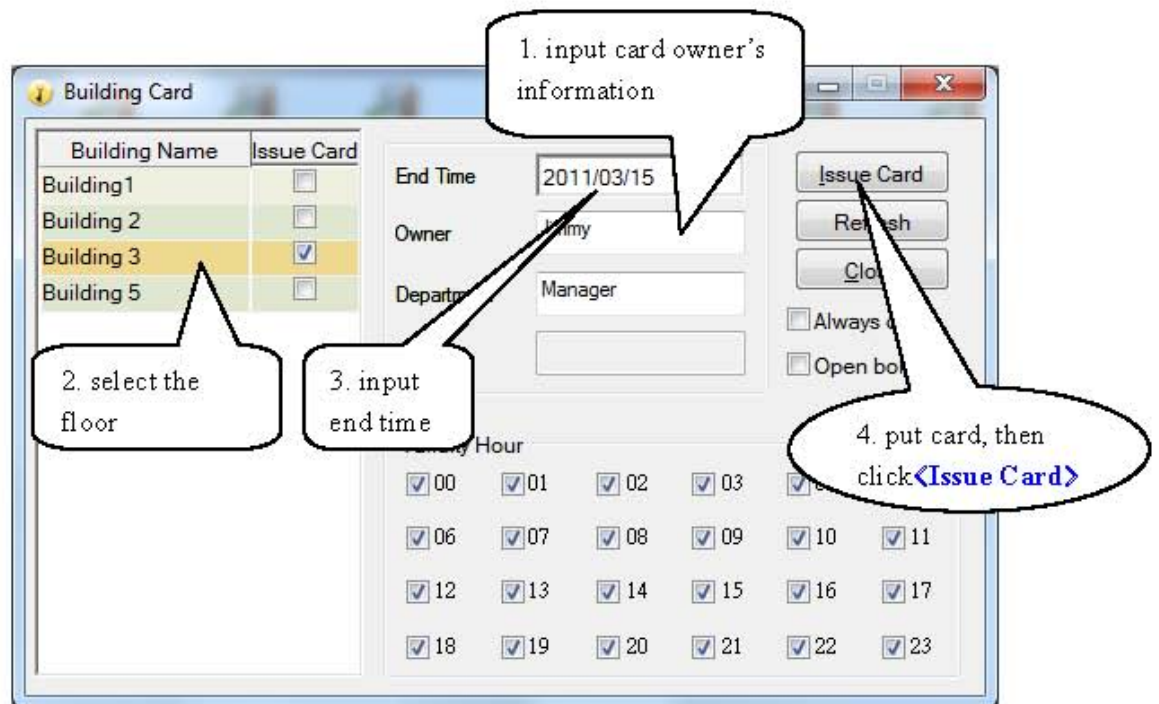 1. input card owner's
information
Building Card
Building Name Issue Card
Building1
Building 2
Building 3
Building 5
End Time 2011/03/15
Owner
Manager
Issue Card
Always
Open
2. select the
floor
3. input
end time
4. put card, then
click<Issue Card>
Hour
00 01 02 03
06 07 08 09 10 11
12 13 14 15 16 17
18 19 20 21 22 23